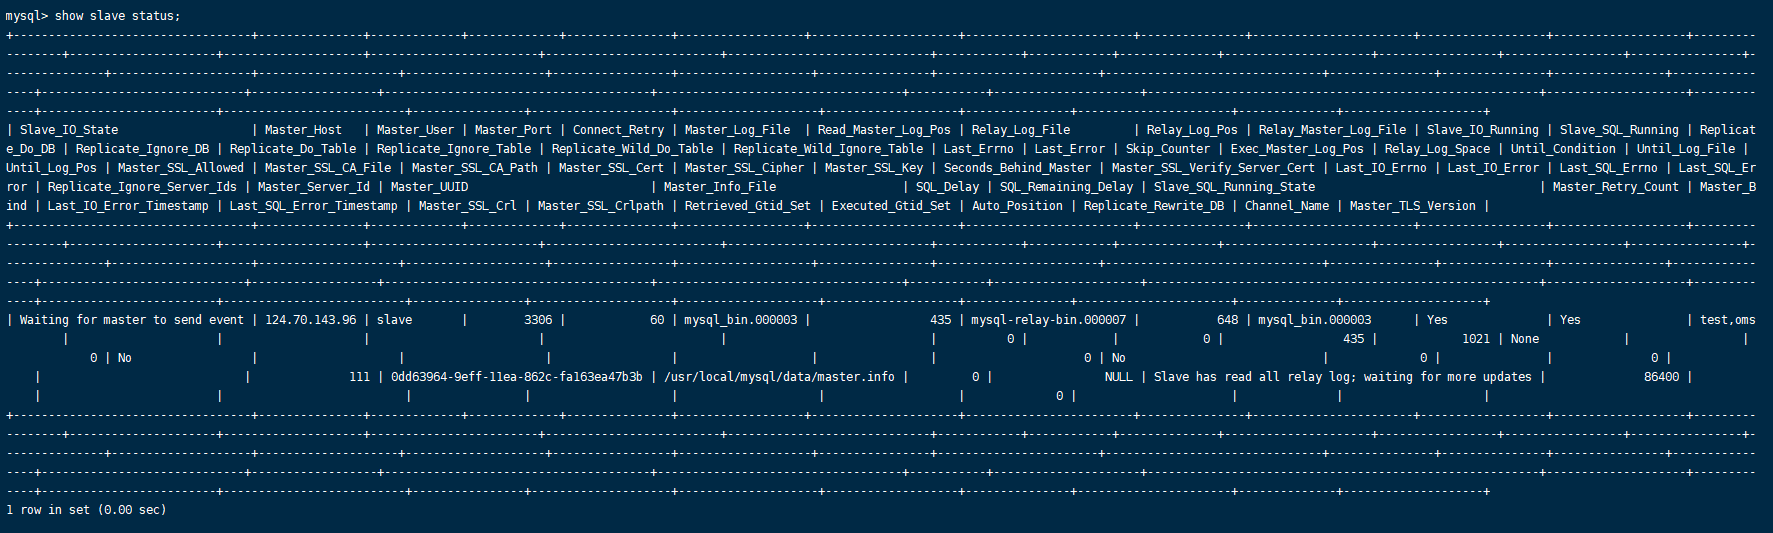 mysql> show slave status;
| Slave_IO_State | Master_Host | Master_User | Master_Port | Connect_Retry | Master_Log_File | Read_Master_Log_Pos | Relay_Log_File | Relay_Log_Pos | Relay_Master_Log_File | Slave_IO_Running | Slave_SQL_Running | Replicat
e_Do_DB | Replicate_Ignore_DB | Replicate_Do_Table | Replicate_Ignore_Table | Replicate_Wild_Do_Table | Replicate_Wild_Ignore_Table | Last_Errno | Last_Error | Skip_Counter | Exec_Master_Log_Pos | Relay_Log_Space | Until_Condition | Until_Log_File |
Until_Log_Pos | Master_SSL_Allowed | Master_SSL_CA_File | Master_SSL_CA_Path | Master_SSL_Cert | Master_SSL_Cipher | Master_SSL_Key | Seconds_Behind_Master | Master_SSL_Verify_Server_Cert | Last_IO_Errno | Last_IO_Error | Last_SQL_Errno | Last_SQL_Er
ror | Replicate_Ignore_Server_Ids | Master_Server_Id | Master_UUID | Master_Info_File | SQL_Delay | SQL_Remaining_Delay | Slave_SQL_Running_State | Master_Retry_Count | Master_B
ind | Last_IO_Error_Timestamp | Last_SQL_Error_Timestamp | Master_SSL_Crl | Master_SSL_Crlpath | Retrieved_Gtid_Set | Executed_Gtid_Set | Auto_Position | Replicate_Rewrite_DB | Channel_Name | Master_TLS_Version |
| Waiting for master to send event | 124.70.143.96 | slave | 3306 | 60 | mysql_bin.000003 | 435 | mysql-relay-bin.000007 | 648 | mysql_bin.000003 | Yes | Yes | test,oms
| | | | | | 0 | | 0 | 435 | 1021 | None | |
0 | No | | | | | | 0 | No | 0 | | 0 |
| | 111 | 0dd63964-9eff-11ea-862c-fa163ea47b3b | /usr/local/mysql/data/master.info | 0 | NULL | Slave has read all relay log; waiting for more updates | 86400 |
| | | | | | | 0 | | | |
1 row in set (0.00 sec)